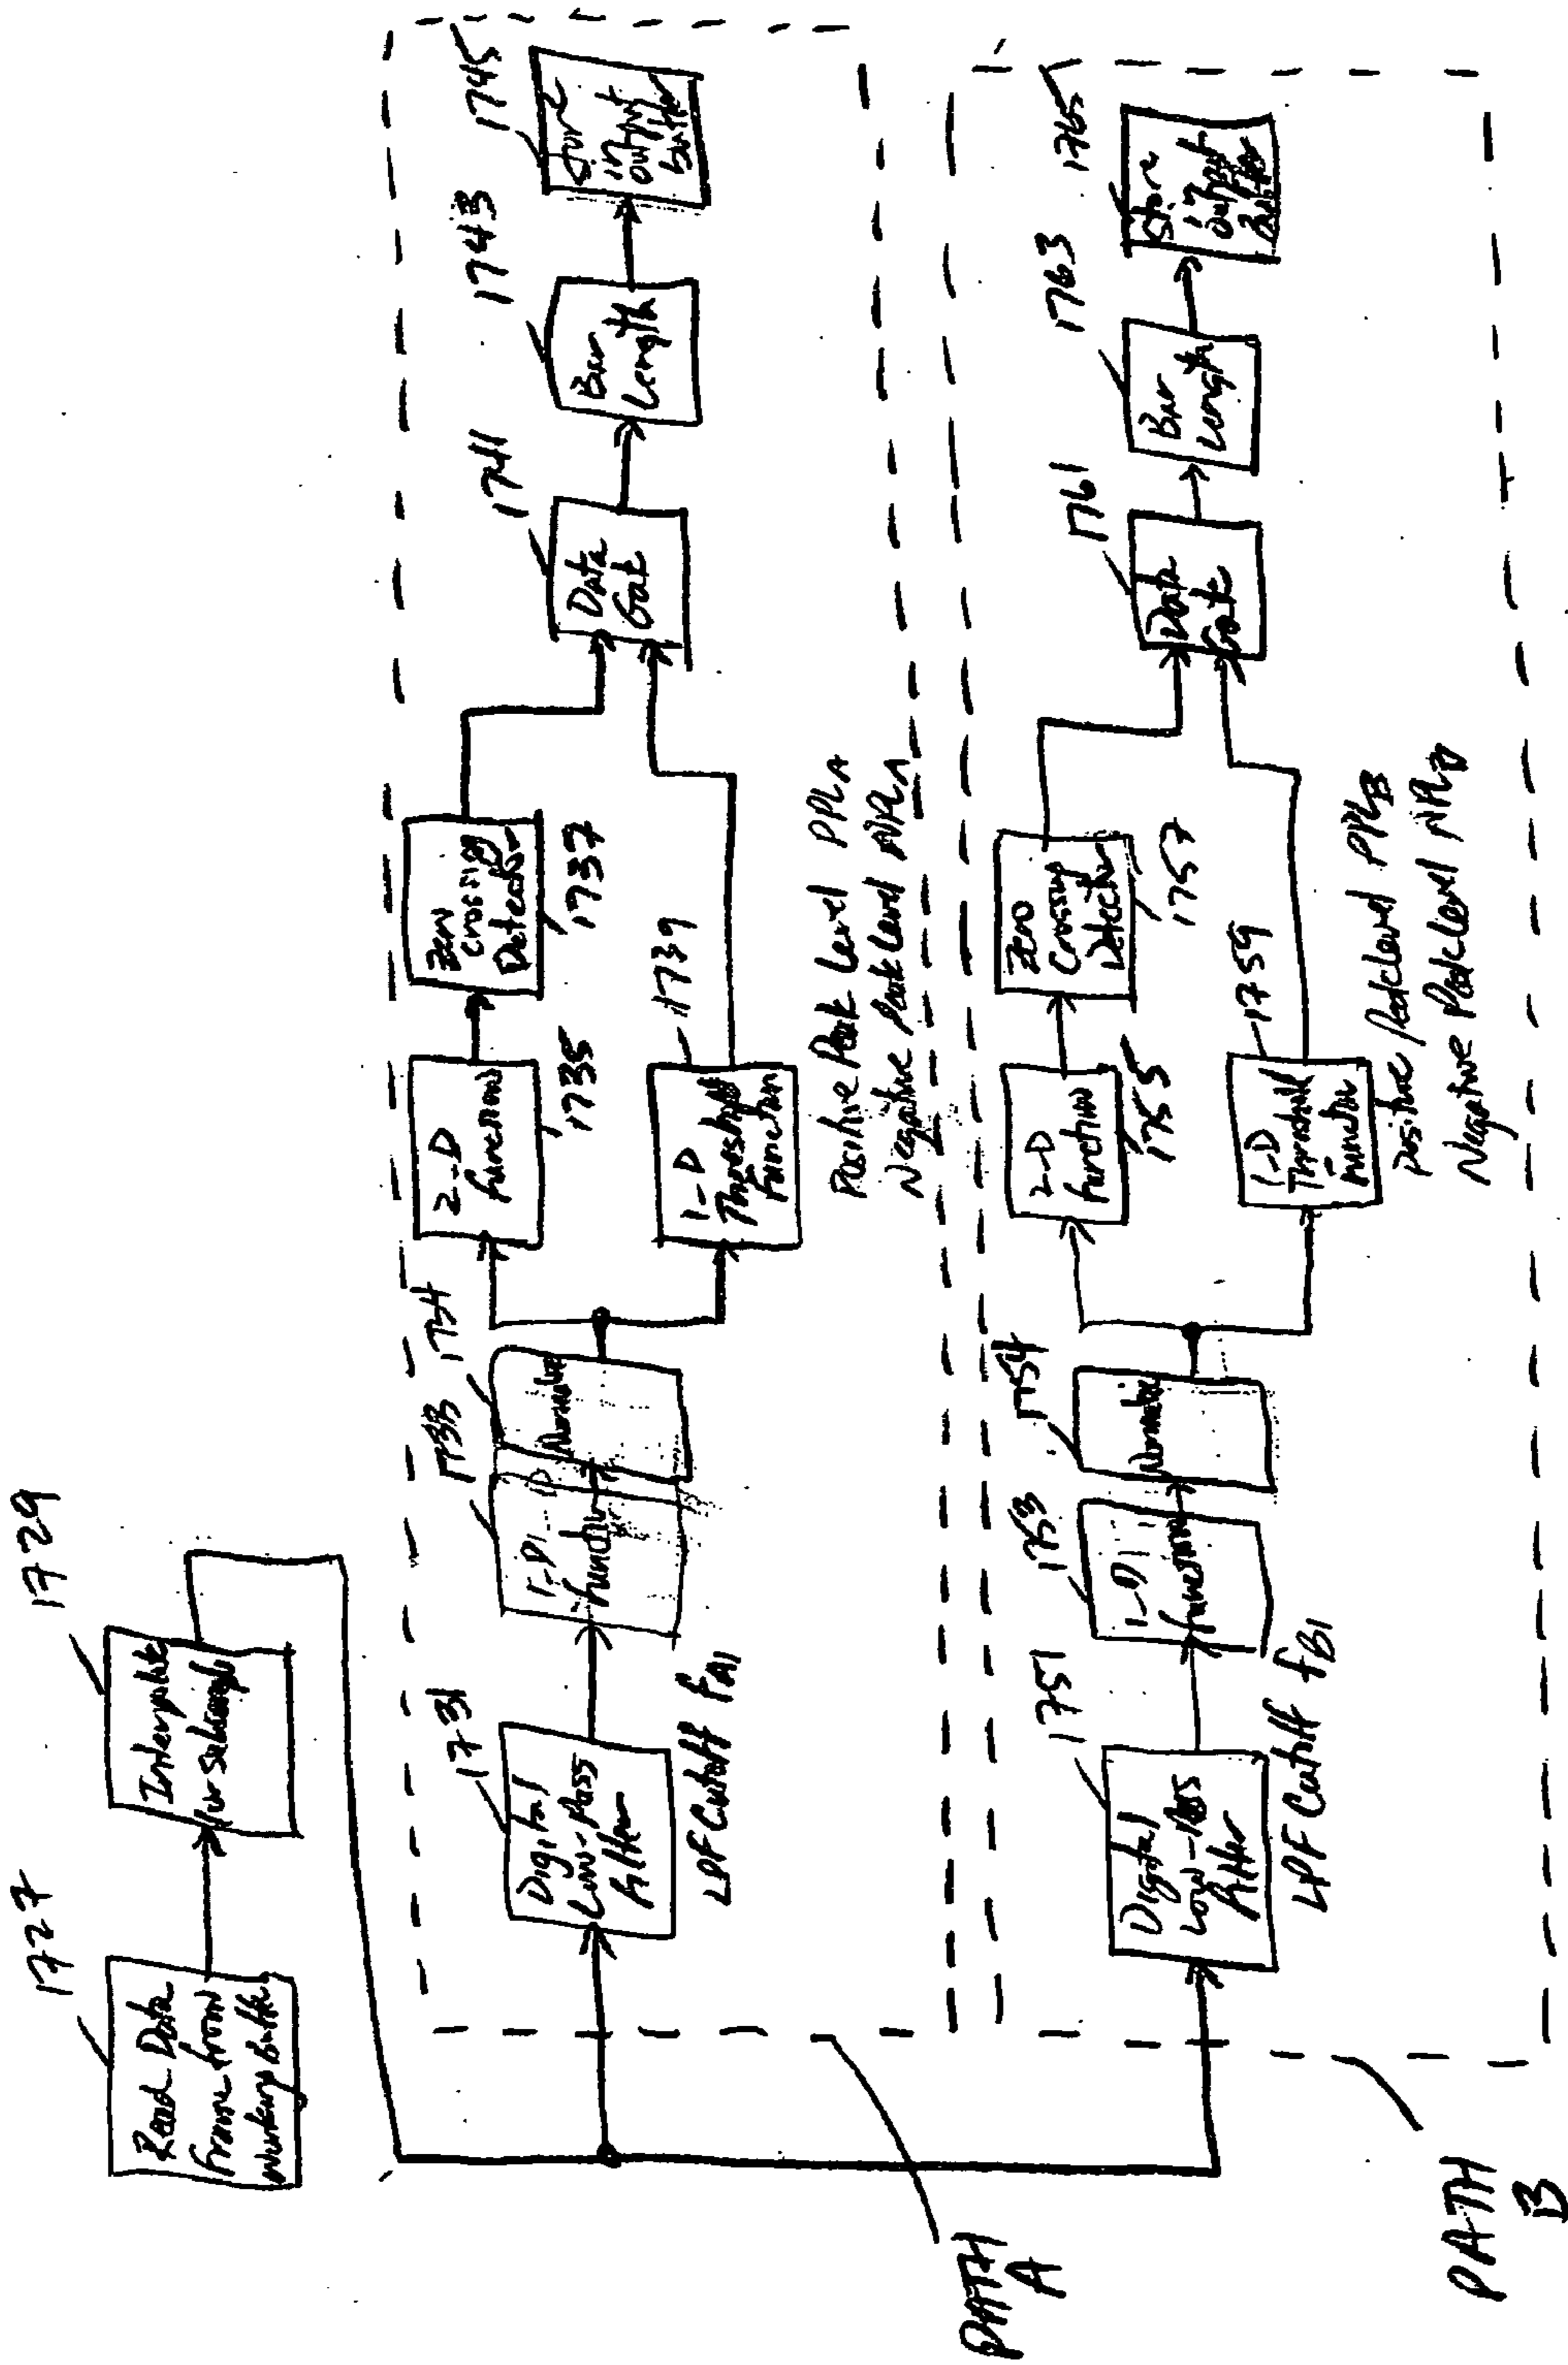 1727
Read Data
Frame from
Working Buffer
1729
Interpolate
for subsample
PATH
A
1731
Digital
Low-Pass
Filter
LPF Cutoff fA1
1733
1-D
function
1734
Normalize
2-D
function
1735
Zero
Crossing
Detector
1737
1-D
Threshold
Function
1739
Positive Peak Level PPLA
Negative Peak Level NPLA
1741
Data
Gate
1743
Bar
Length
1745
Store
in
output
buffer
PATH
B
1751
Digital
Low-Pass
Filter
LPF Cutoff fB1
1753
1-D
function
1754
Normalize
2-D
function
1755
Zero
Crossing
Detector
1757
1-D
Threshold
Function
1759
Positive Peak Level PPLB
Negative Peak Level NPLB
1761
Data
Gate
1763
Bar
Length
1765
Store
in
output
Buffer